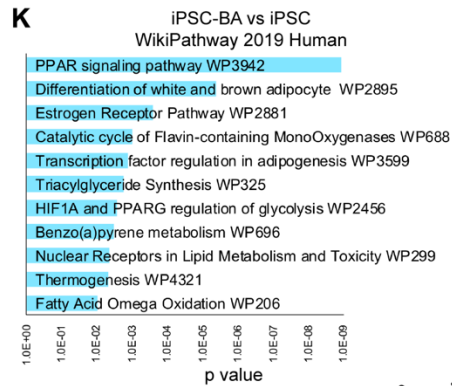 K
iPSC-BA vs iPSC
WikiPathway 2019 Human
PPAR signaling pathway WP3942
Differentiation of white and brown adipocyte WP2895
Estrogen Receptor Pathway WP2881
Catalytic cycle of Flavin-containing MonoOxygenases WP688
Transcription factor regulation in adipogenesis WP3599
Triacylglyceride Synthesis WP325
HIF1A and PPARG regulation of glycolysis WP2456
Benzo(a)pyrene metabolism WP696
Nuclear Receptors in Lipid Metabolism and Toxicity WP299
Thermogenesis WP4321
Fatty Acid Omega Oxidation WP206
1.0E+00
1.0E-01
1.0E-02
1.0E-03
1.0E-04
1.0E-05
1.0E-06
1.0E-07
1.0E-08
1.0E-09
p value